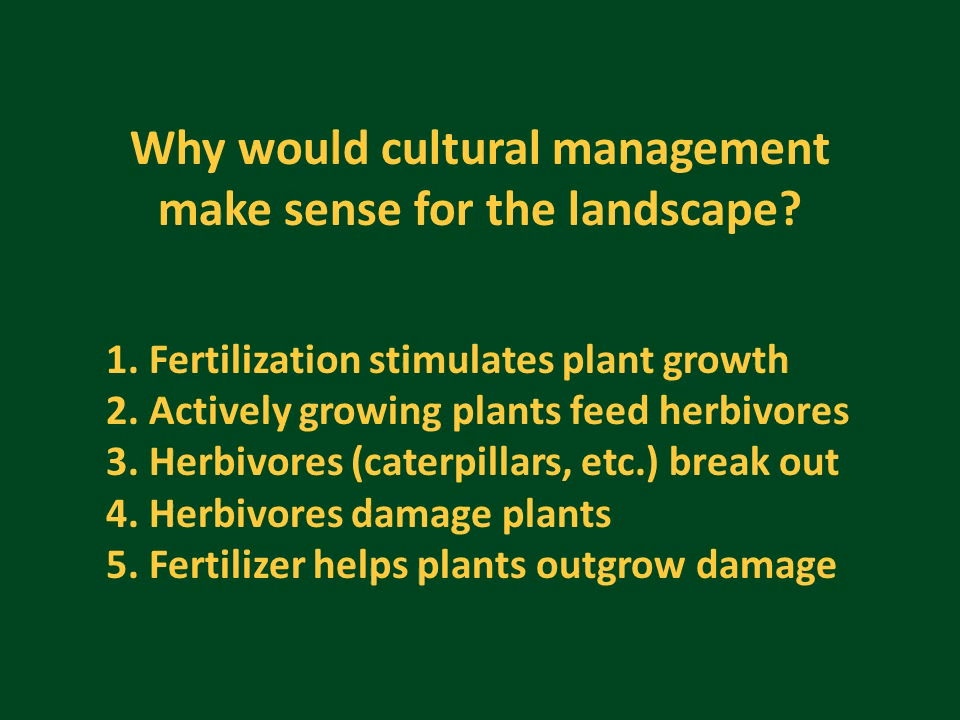 Why would cultural management
make sense for the landscape?
1. Fertilization stimulates plant growth
2. Actively growing plants feed herbivores
3. Herbivores (caterpillars, etc.) break out
4. Herbivores damage plants
5. Fertilizer helps plants outgrow damage